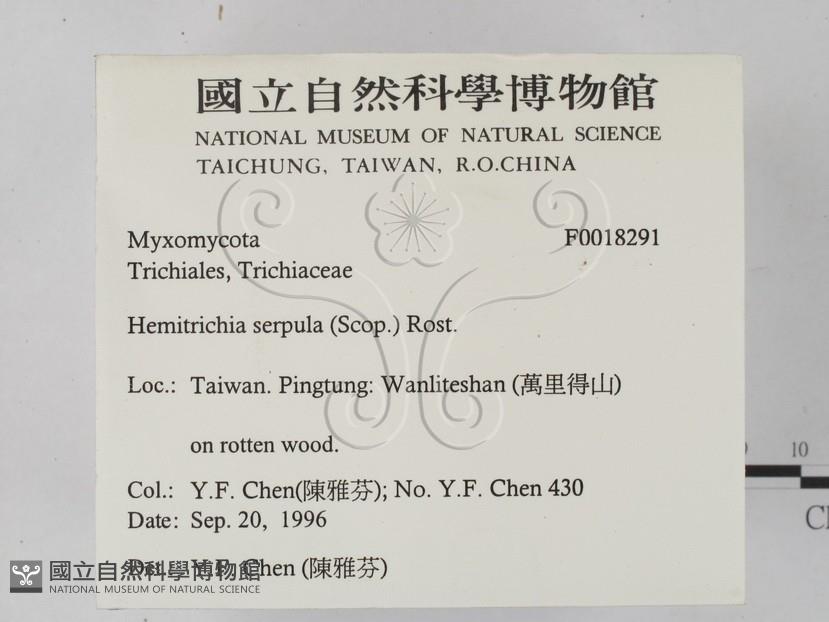 國立自然科學博物館
NATIONAL MUSEUM OF NATURAL SCIENCE
TAICHUNG, TAIWAN, R.O.CHINA
Myxomycota F0018291
Trichiales, Trichiaceae
Hemitrichia serpula (Scop.) Rost.
Loc.: Taiwan. Pingtung: Wanliteshan (萬里得山)
on rotten wood.
Col.: Y.F. Chen(陳雅芬); No. Y.F. Chen 430
Date: Sep. 20, 1996
Det.: Y.F. Chen (陳雅芬)
國立自然科學博物館
NATIONAL MUSEUM OF NATURAL SCIENCE
10